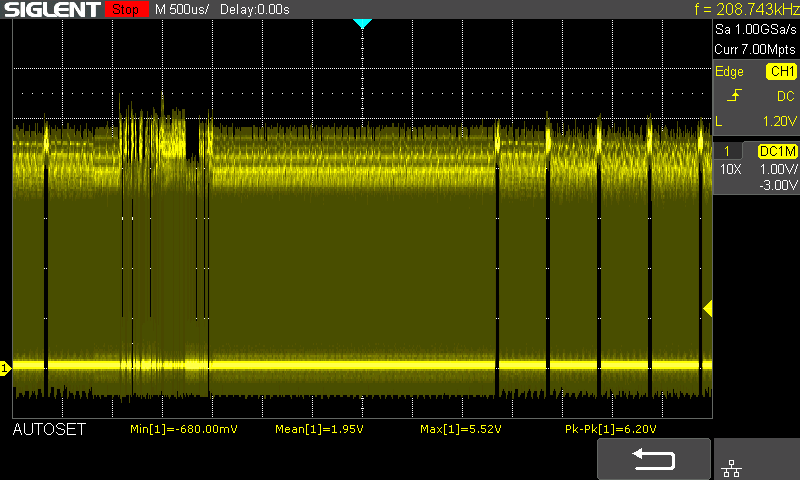 SIGLENT Stop M 500us/ Delay:0.00s f = 208.743kHz
Sa 1.00GSa/s
Curr 7.00Mpts
Edge CH1
DC
L 1.20V
1 DC1M
10X 1.00V/
-3.00V
1
AUTOSET Min[1]=-680.00mV Mean[1]=1.95V Max[1]=5.52V Pk-Pk[1]=6.20V